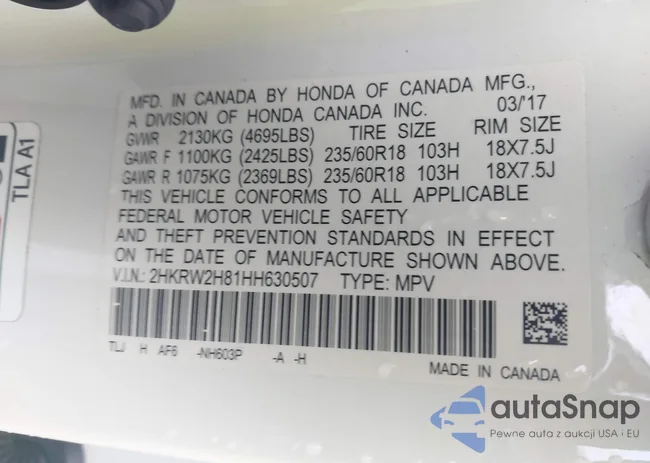 MFD. IN CANADA BY HONDA OF CANADA MFG.,
A DIVISION OF HONDA CANADA INC. 03/'17
GVWR 2130KG (4695LBS) TIRE SIZE RIM SIZE
GAWR F 1100KG (2425LBS) 235/60R18 103H 18X7.5J
GAWR R 1075KG (2369LBS) 235/60R18 103H 18X7.5J
THIS VEHICLE CONFORMS TO ALL APPLICABLE
FEDERAL MOTOR VEHICLE SAFETY
AND THEFT PREVENTION STANDARDS IN EFFECT
ON THE DATE OF MANUFACTURE SHOWN ABOVE.
V.I.N.: 2HKRW2H81HH630507 TYPE: MPV
TLJ H AF6 -NH603P -A -H
MADE IN CANADA
TLA A1
autaSnap
Pewne auta z aukcji USA i EU